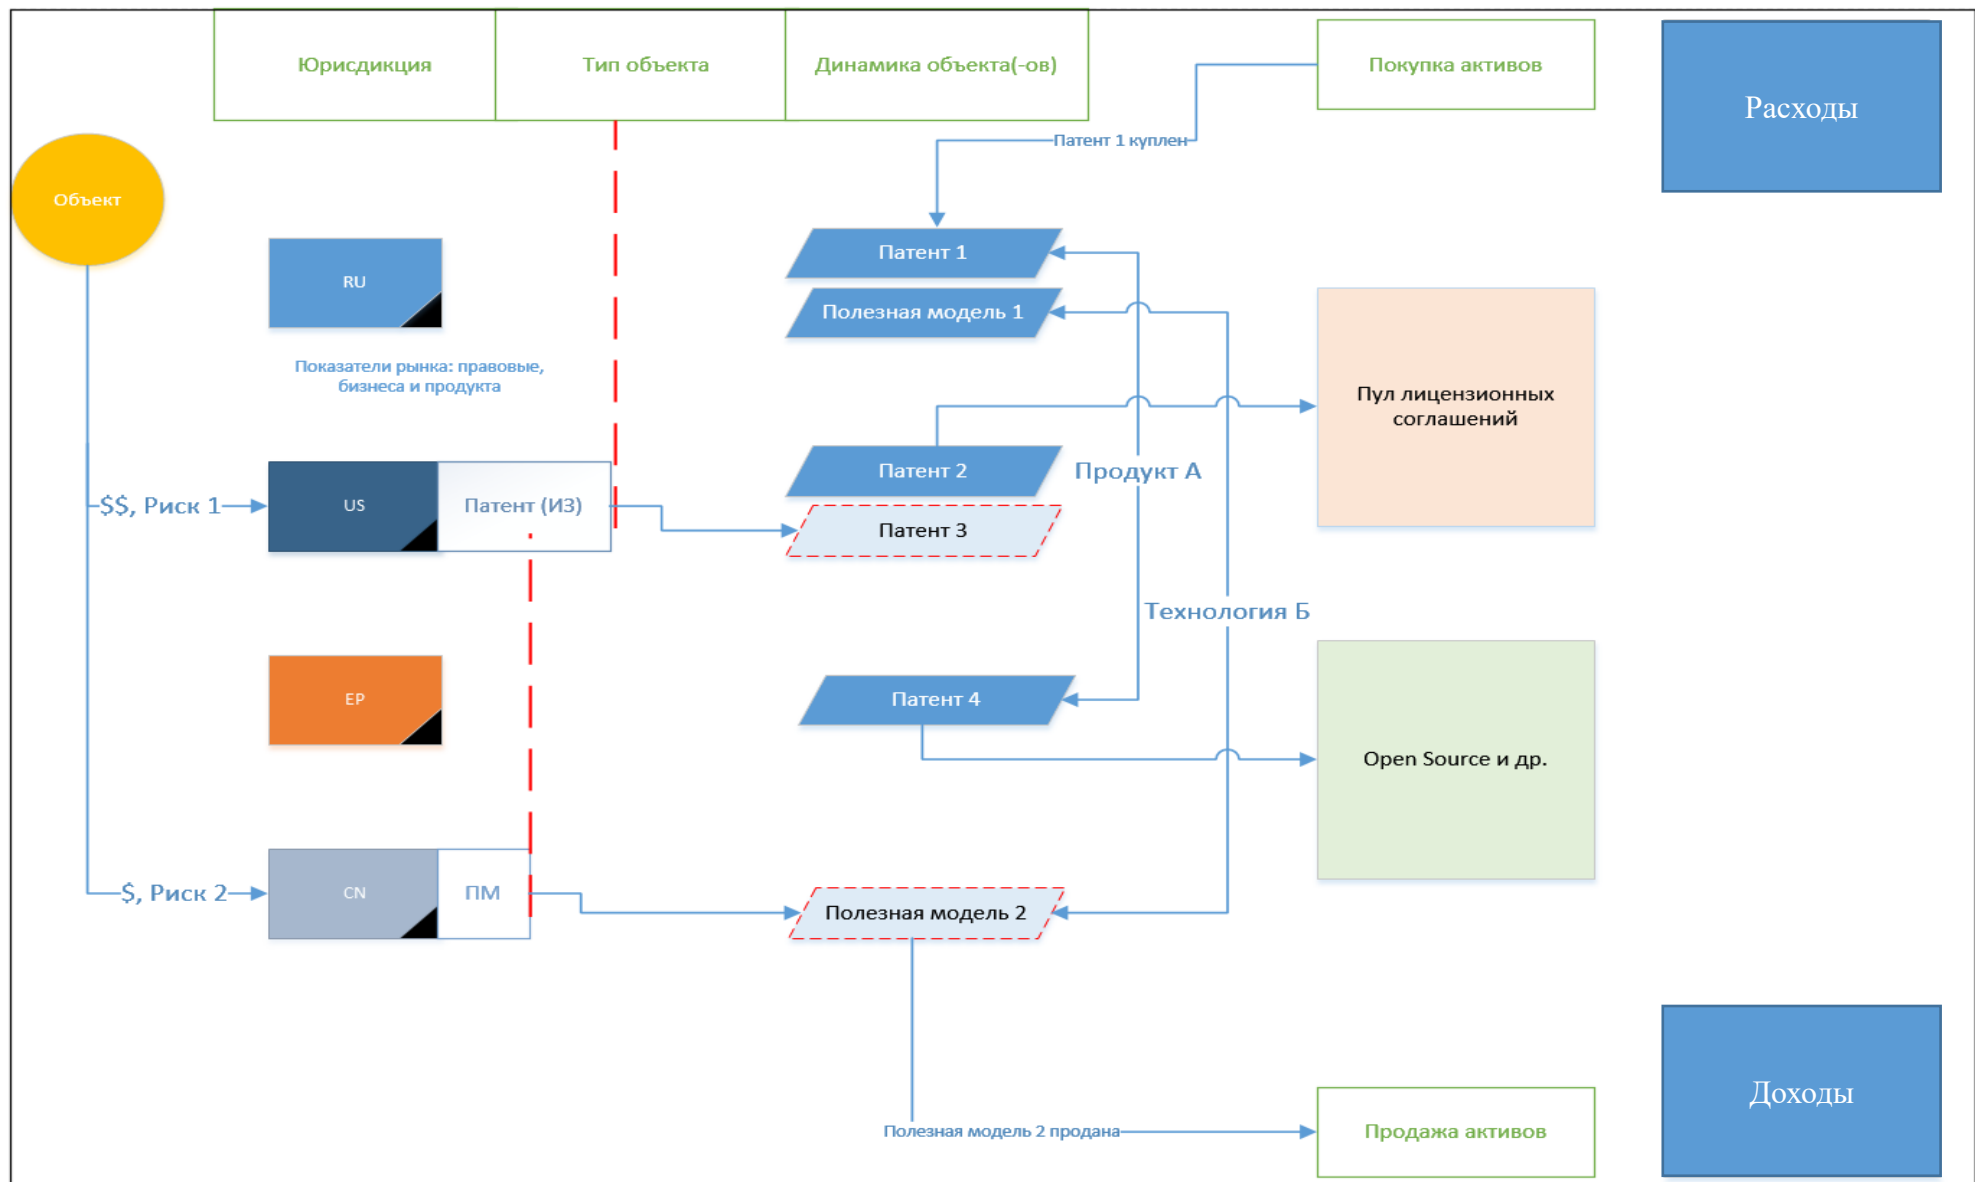 Юрисдикция
Тип объекта
Динамика объекта(-ов)
Покупка активов
Расходы
Патент 1 куплен
Объект
Патент 1
RU
Полезная модель 1
Показатели рынка: правовые,
бизнеса и продукта
Пул лицензионных
соглашений
Патент 2
Продукт А
$$, Риск 1
US
Патент (ИЗ)
Патент 3
Технология Б
EP
Патент 4
Open Source и др.
$, Риск 2
CN
ПМ
Полезная модель 2
Доходы
Полезная модель 2 продана
Продажа активов